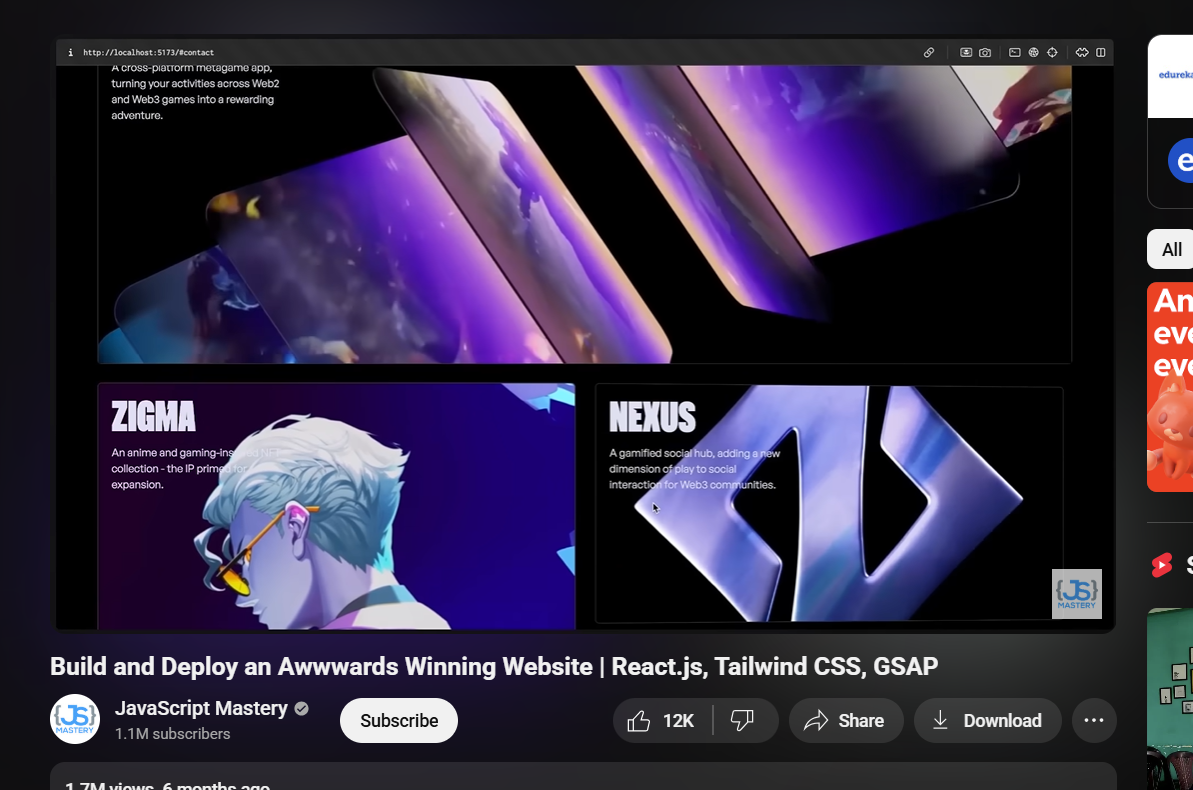 http://localhost:5173/#contact
A cross-platform metagame app,
turning your activities across Web2
and Web3 games into a rewarding
adventure.
ZIGMA
An anime and gaming-inspired NFT
collection - the IP primed for
expansion.
NEXUS
A gamified social hub, adding a new
dimension of play to social
interaction for Web3 communities.
{JS}
MASTERY
Build and Deploy an Awwwards Winning Website | React.js, Tailwind CSS, GSAP
{JS}
MASTERY
JavaScript Mastery
1.1M subscribers
Subscribe
12K
Share
Download
1.7M views 6 months ago
edureka
e
All
An
eve
eve
S